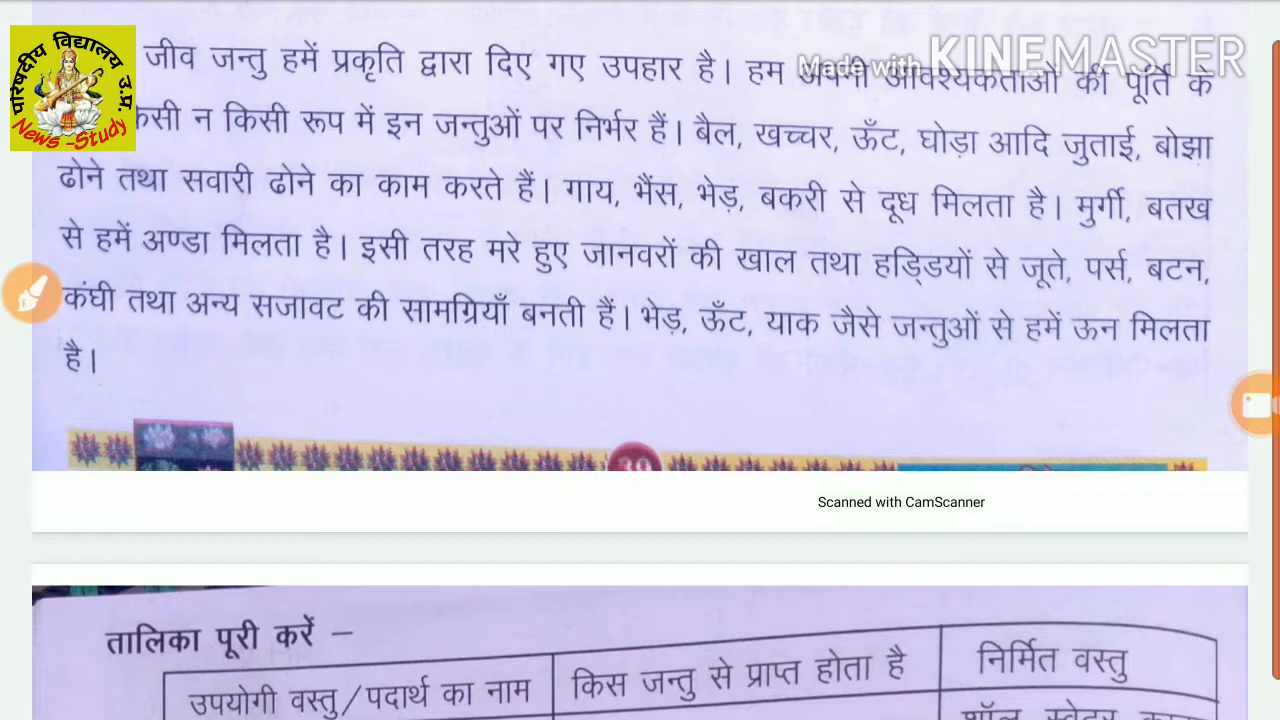 परिषदीय विद्यालय उ.प्र.
News -Study
Made with KINEMASTER
जीव जन्तु हमें प्रकृति द्वारा दिए गए उपहार है। हम अपनी आवश्यकताओं की पूर्ति के
न किसी रूप में इन जन्तुओं पर निर्भर हैं। बैल, खच्चर, ऊँट, घोड़ा आदि जुताई, बोझा
ढोने तथा सवारी ढोने का काम करते हैं। गाय, भैंस, भेड़, बकरी से दूध मिलता है। मुर्गी, बतख
से हमें अण्डा मिलता है। इसी तरह मरे हुए जानवरों की खाल तथा हड्डियों से जूते, पर्स, बटन,
कंघी तथा अन्य सजावट की सामग्रियाँ बनती हैं। भेड़, ऊँट, याक जैसे जन्तुओं से हमें ऊन मिलता
है।
Scanned with CamScanner
तालिका पूरी करें –
उपयोगी वस्तु/पदार्थ का नाम किस जन्तु से प्राप्त होता है निर्मित वस्तु